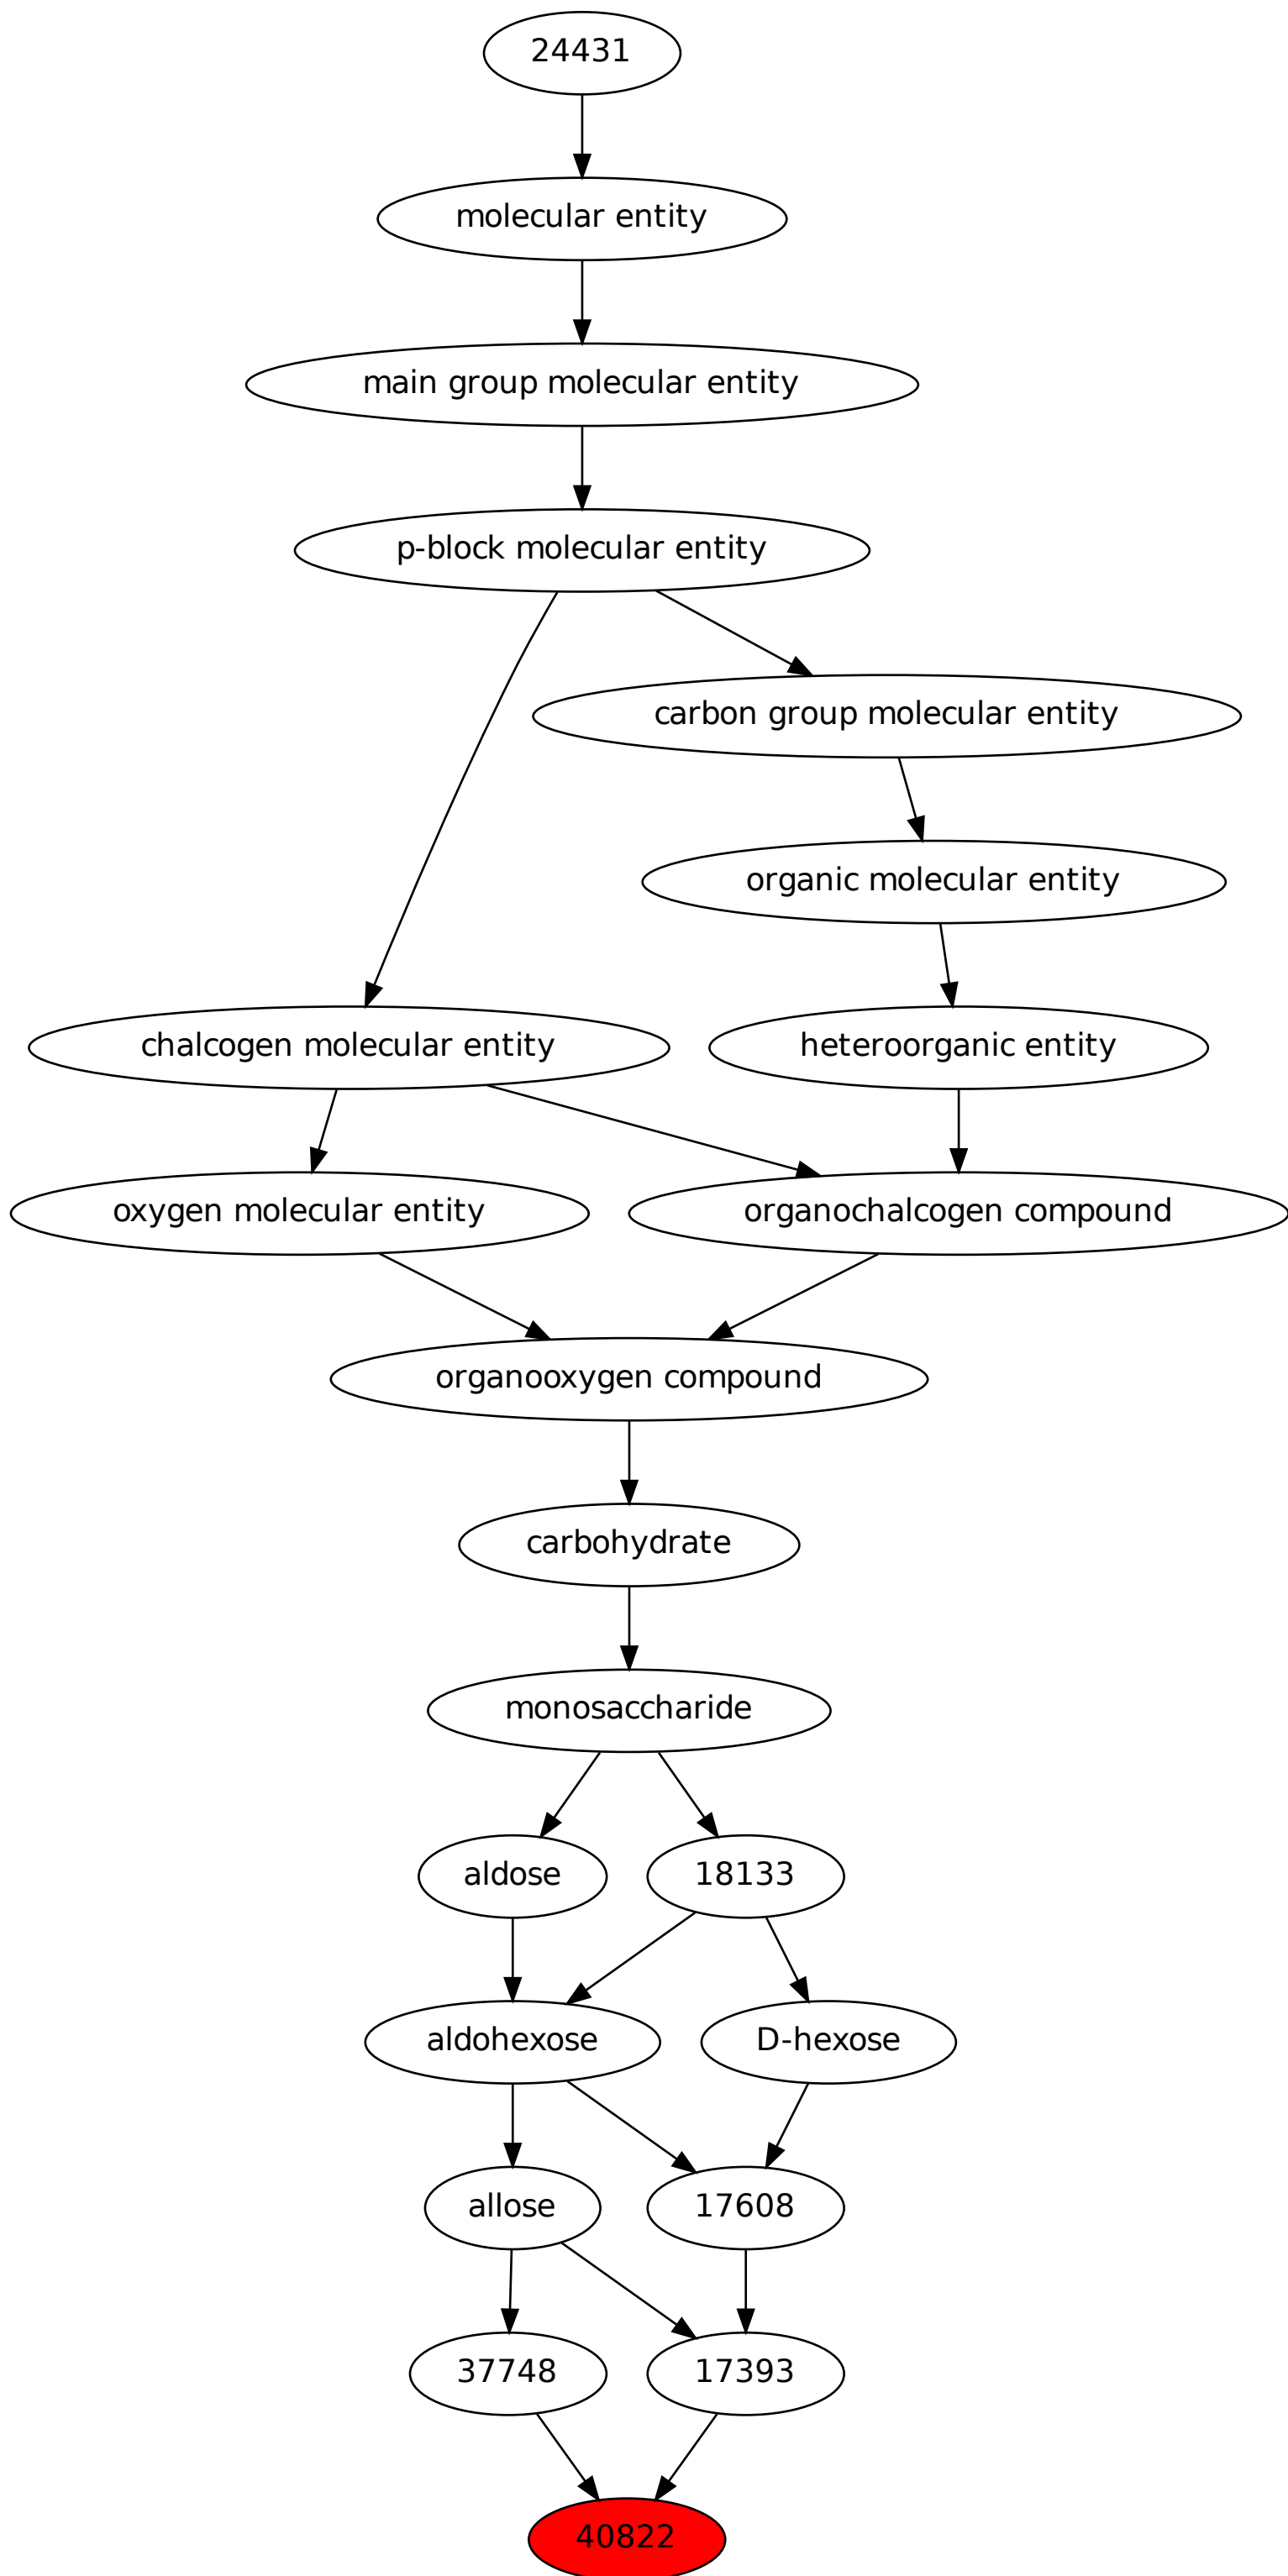 24431
molecular entity
main group molecular entity
p-block molecular entity
carbon group molecular entity
organic molecular entity
chalcogen molecular entity
heteroorganic entity
oxygen molecular entity
organochalcogen compound
organooxygen compound
carbohydrate
monosaccharide
aldose
18133
aldohexose
D-hexose
allose
17608
37748
17393
40822